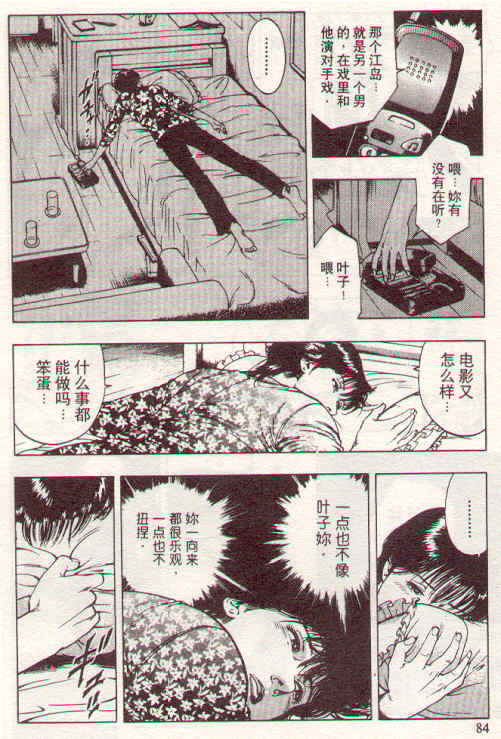 那个江岛…
就是另一个男
的，在戏里和
他演对手戏．
…………
喂…妳有
没有在听？
叶子！
喂…
电影又
怎么样…
什么事都
能做吗…
笨蛋…
…………
一点也不像
叶子妳．
妳一向来
都很乐观，
一点也不
扭捏．
84